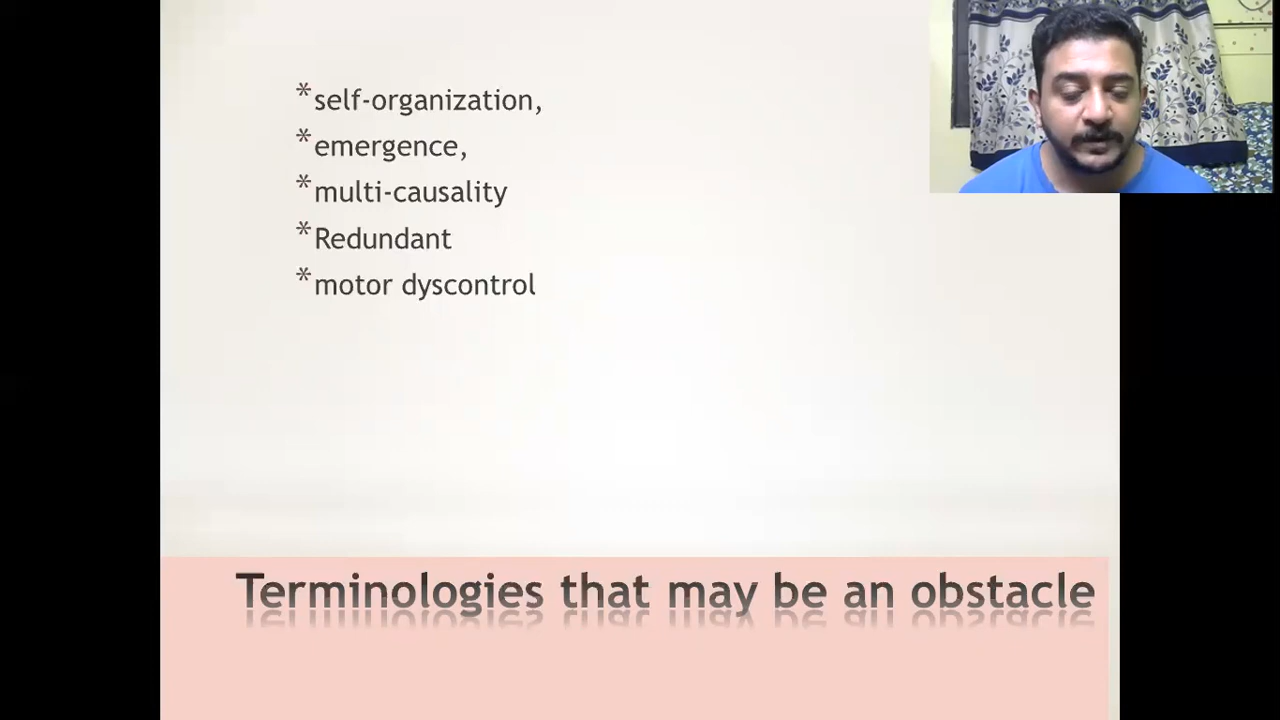 *self-organization,
*emergence,
*multi-causality
*Redundant
*motor dyscontrol
Terminologies that may be an obstacle